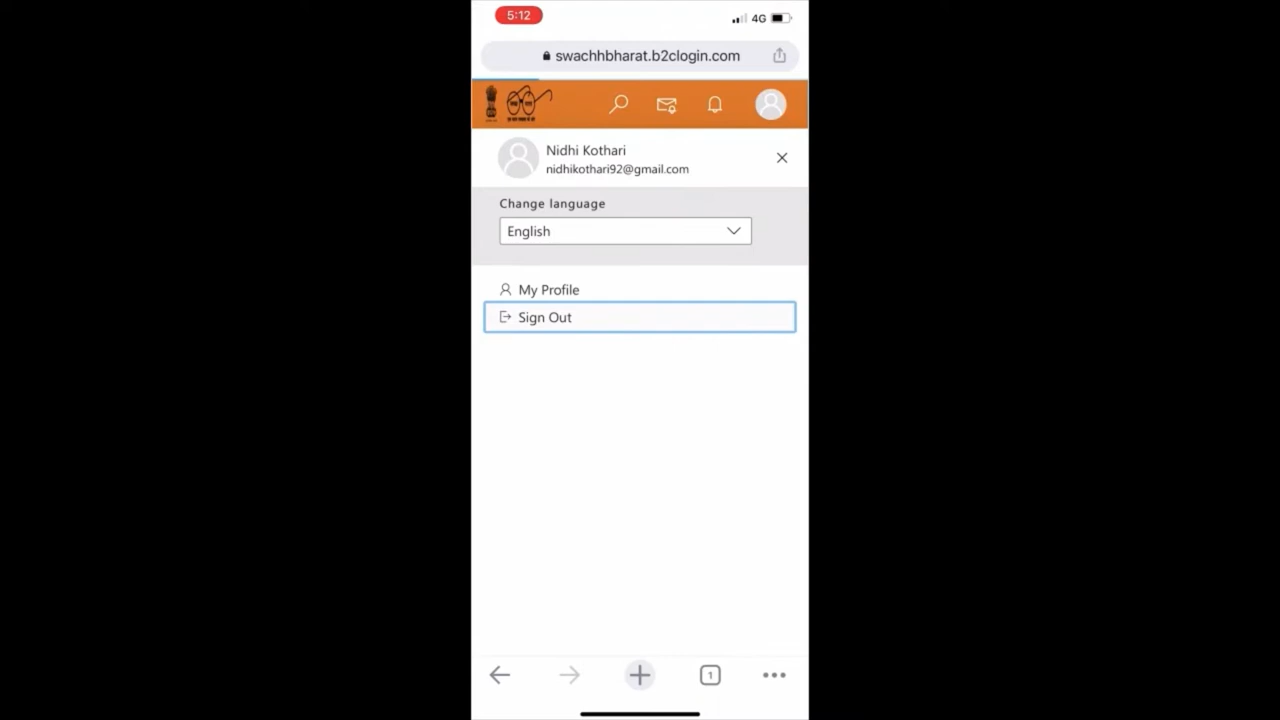 5:12
4G
swachhbharat.b2clogin.com
Nidhi Kothari
nidhikothari92@gmail.com
Change language
English
My Profile
Sign Out
1